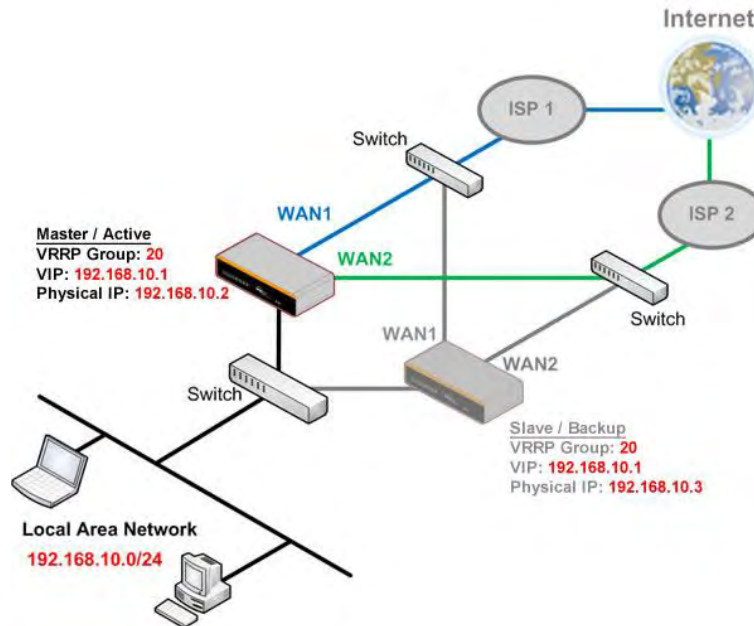 Internet
ISP 1
Switch
WAN1
Master / Active
VRRP Group: 20
VIP: 192.168.10.1
Physical IP: 192.168.10.2
WAN2
ISP 2
Switch
WAN1
WAN2
Switch
Slave / Backup
VRRP Group: 20
VIP: 192.168.10.1
Physical IP: 192.168.10.3
Local Area Network
192.168.10.0/24